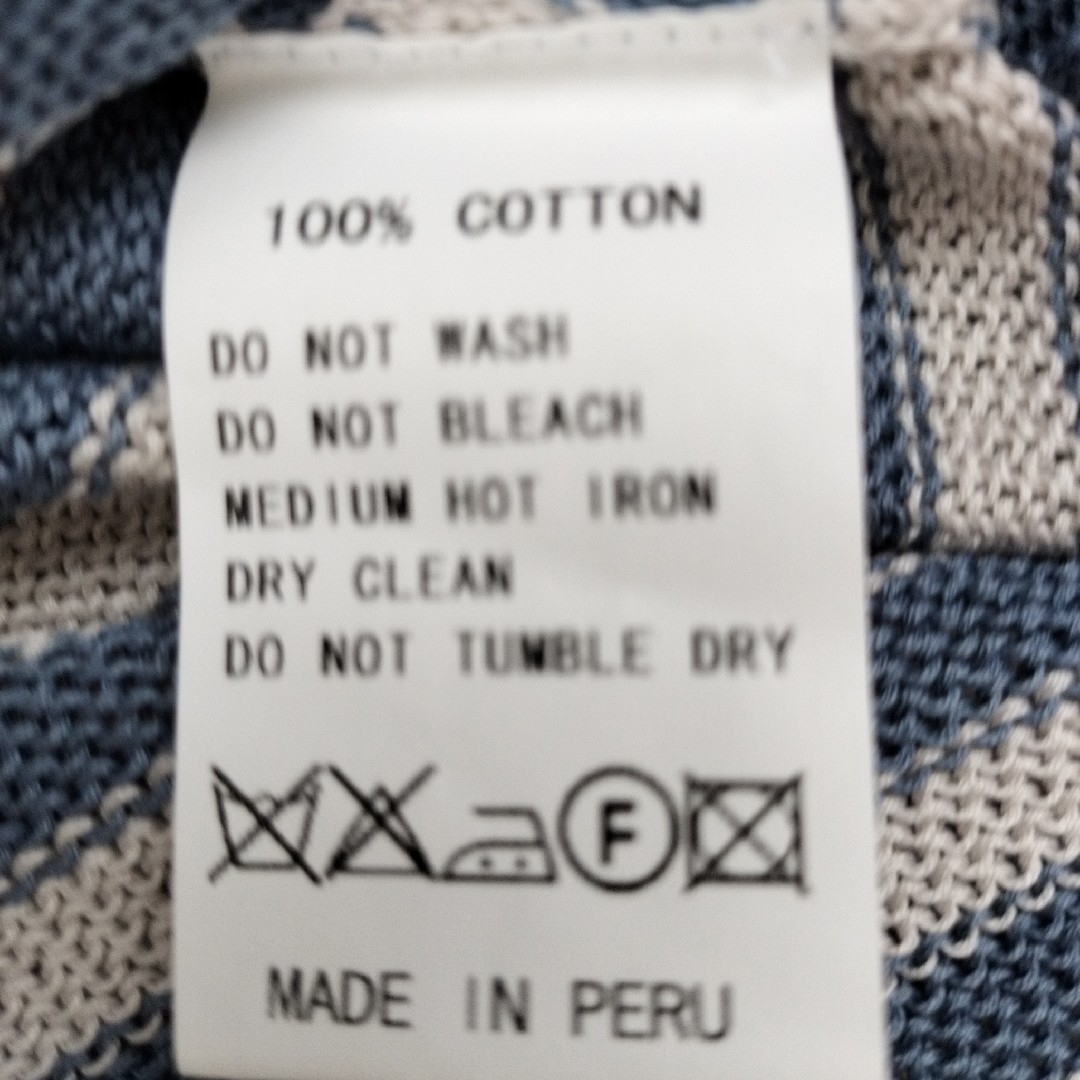 100% COTTON
DO NOT WASH
DO NOT BLEACH
MEDIUM HOT IRON
DRY CLEAN
DO NOT TUMBLE DRY
F
MADE IN PERU